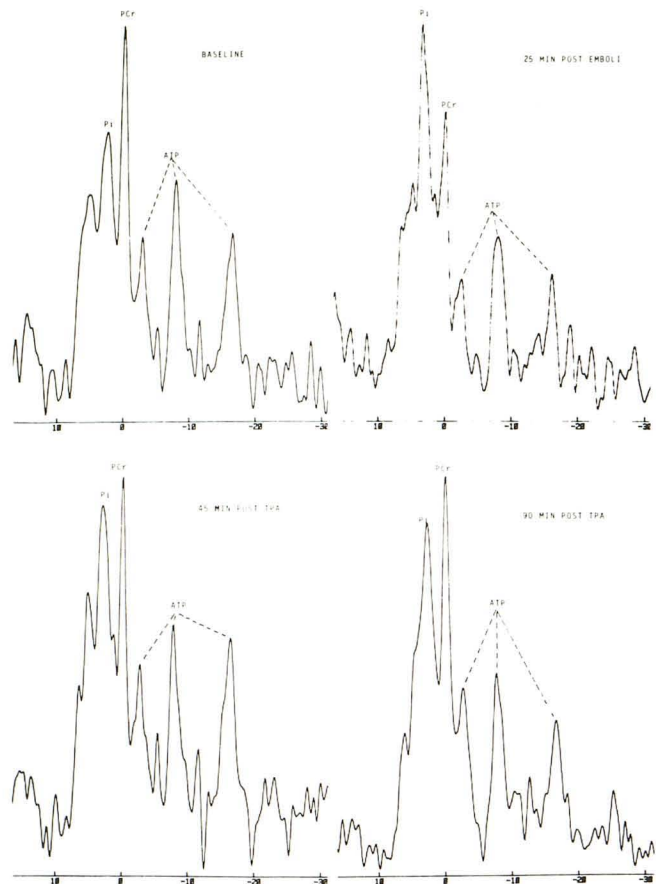 PCr
BASELINE
Pi
ATP
10 0 -10 -20 -30
Pi
25 MIN POST EMBOLI
PCr
ATP
10 0 -10 -20 -30
PCr
Pi
45 MIN POST TPA
ATP
10 0 -10 -20 -30
PCr
Pi
90 MIN POST TPA
ATP
10 0 -10 -20 -30